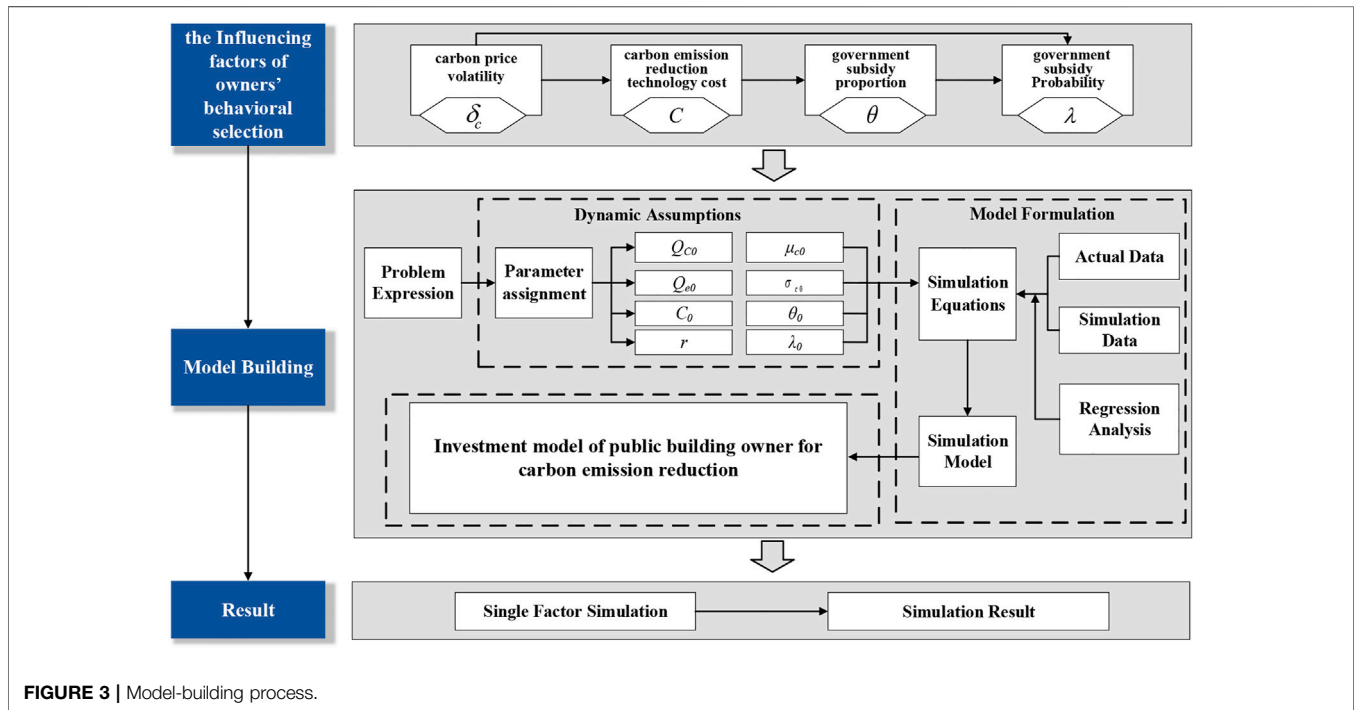 the Influencing
factors of
owners'
behavioral
selection
carbon price
volatility
δc
carbon emission
reduction
technology cost
C
government
subsidy
proportion
θ
government
subsidy
Probability
λ
Model Building
Problem
Expression
Dynamic Assumptions
Parameter
assignment
QC0
Qe0
C0
r
μc0
θ0
λ0
Model Formulation
Simulation
Equations
Actual Data
Simulation
Data
Regression
Analysis
Simulation
Model
Investment model of public building owner for
carbon emission reduction
Result
Single Factor Simulation
Simulation Result
FIGURE 3 | Model-building process.